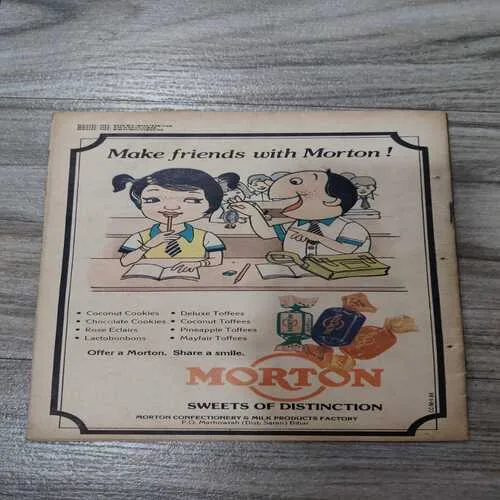 Make friends with Morton!
• Coconut Cookies • Deluxe Toffees
• Chocolate Cookies • Coconut Toffees
• Rose Eclairs • Pineapple Toffees
• Lactobonbons • Mayfair Toffees
Offer a Morton. Share a smile.
MORTON
SWEETS OF DISTINCTION
MORTON CONFECTIONERY & MILK PRODUCTS FACTORY
P.O. Marhowrah (Dist. Saran) Bihar